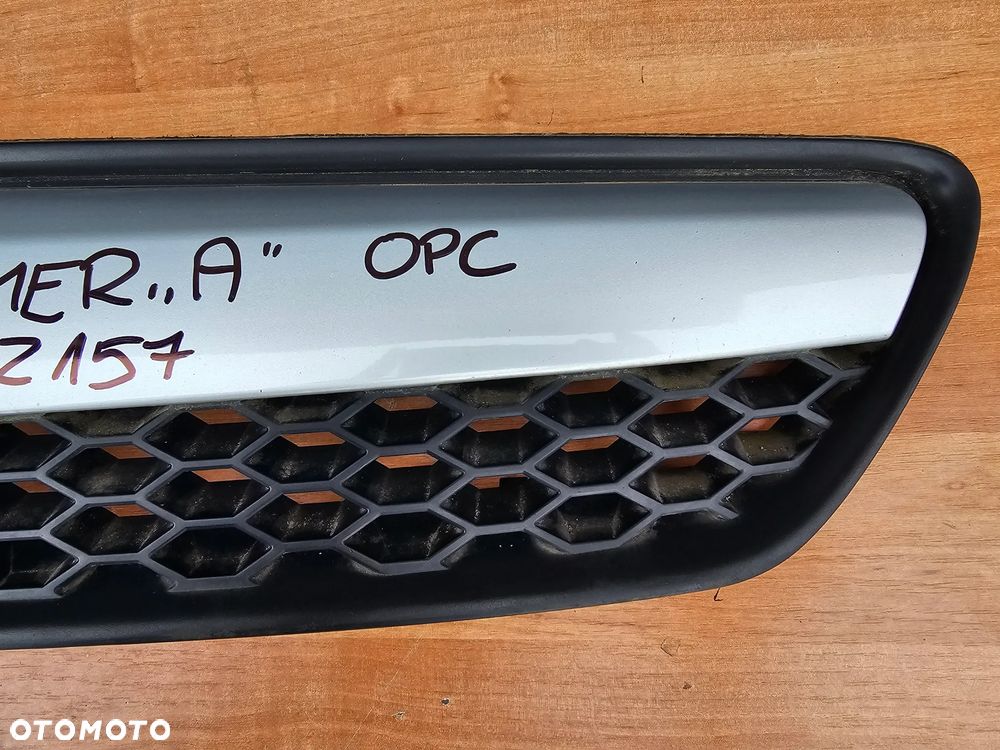 MER „A" OPC
Z157
OTOMOTO